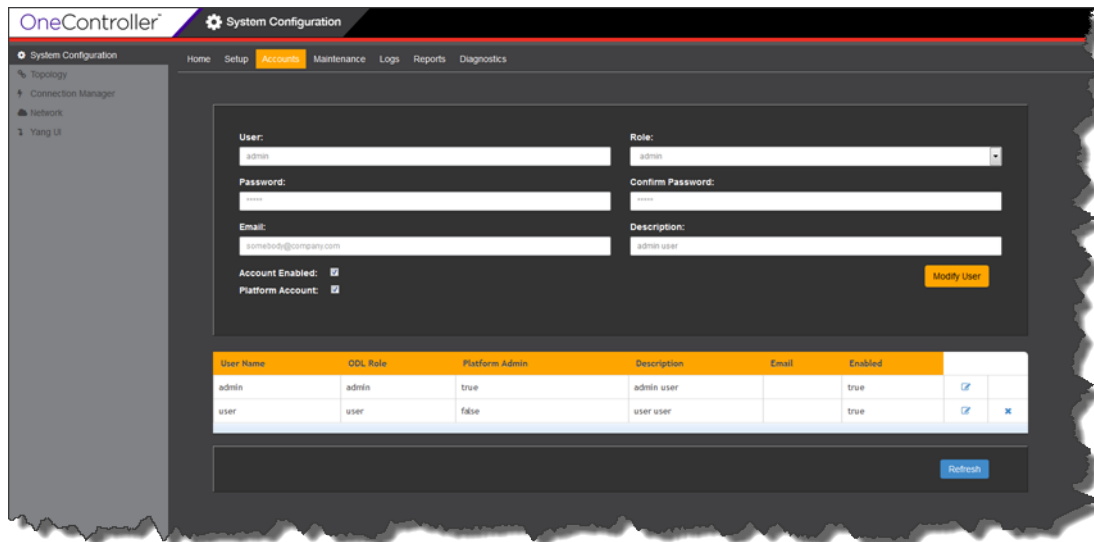 OneController™
System Configuration
System Configuration
Topology
Connection Manager
Network
Yang UI
Home Setup Accounts Maintenance Logs Reports Diagnostics
User: Role:
admin admin
Password: Confirm Password:
***** *****
Email: Description:
somebody@company.com admin user
Account Enabled:
Platform Account:
Modify User
User Name ODL Role Platform Admin Description Email Enabled
admin admin true admin user true
user user false user user true
Refresh